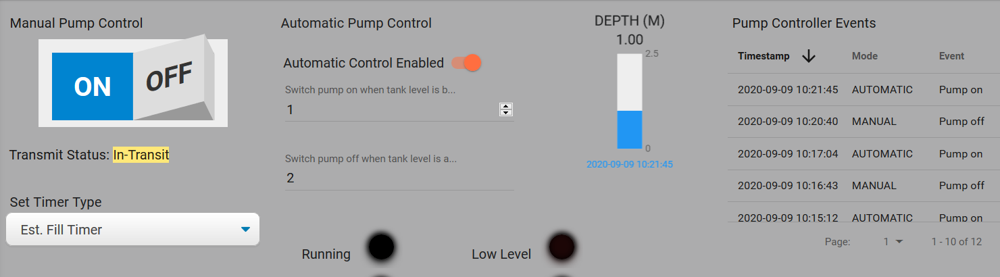 Manual Pump Control
ON OFF
Transmit Status: In-Transit
Set Timer Type
Est. Fill Timer
Automatic Pump Control
Automatic Control Enabled
Switch pump on when tank level is b...
1
Switch pump off when tank level is a...
2
Running Low Level
DEPTH (M)
1.00
2.5
0
2020-09-09 10:21:45
Pump Controller Events
Timestamp Mode Event
2020-09-09 10:21:45 AUTOMATIC Pump on
2020-09-09 10:20:40 MANUAL Pump off
2020-09-09 10:17:04 AUTOMATIC Pump on
2020-09-09 10:16:43 MANUAL Pump off
2020-09-09 10:15:12 AUTOMATIC Pump on
Page: 1 1 - 10 of 12